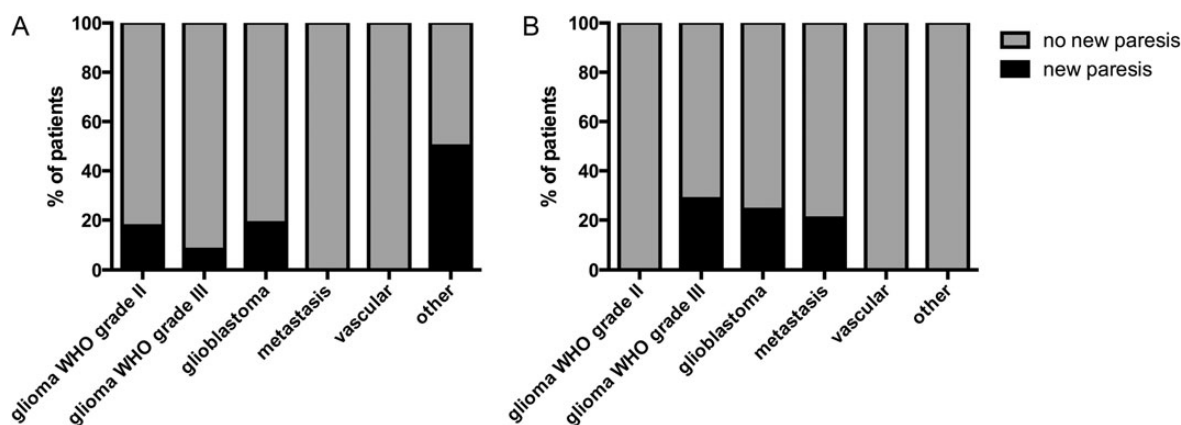 A
% of patients
100
80
60
40
20
0
glioma WHO grade II
glioma WHO grade III
glioblastoma
metastasis
vascular
other
B
% of patients
100
80
60
40
20
0
glioma WHO grade II
glioma WHO grade III
glioblastoma
metastasis
vascular
other
no new paresis
new paresis